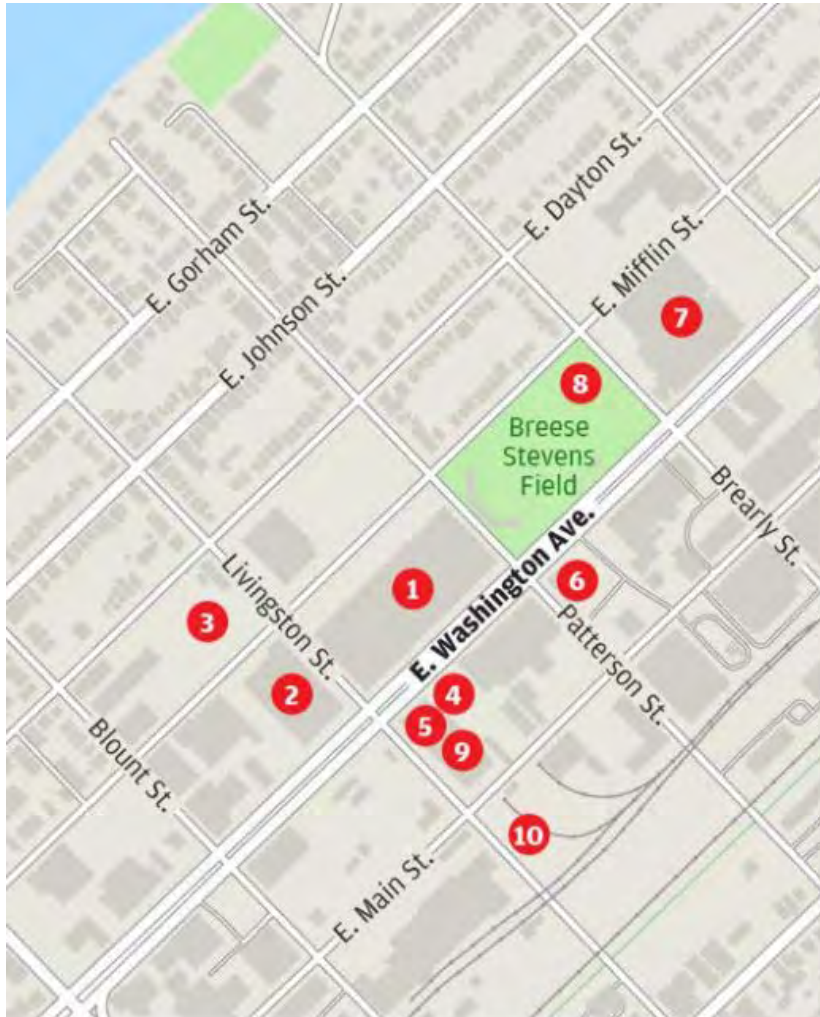 E. Gorham St.
E. Johnson St.
E. Dayton St.
E. Mifflin St.
7
8
Breese
Stevens
Field
E. Washington Ave.
Brearly St.
6
Patterson St.
1
Livingston St.
3
2
4
5
9
Blount St.
10
E. Main St.